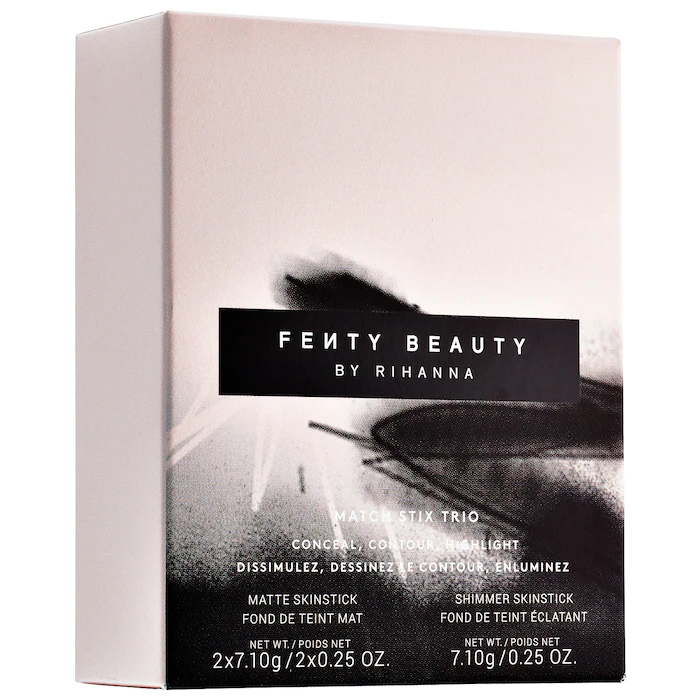 FEИTY BEAUTY
BY RIHANNA
MATCH STIX TRIO
CONCEAL, CONTOUR, HIGHLIGHT
DISSIMULEZ, DESSINEZ LE CONTOUR, ENLUMINEZ
MATTE SKINSTICK
FOND DE TEINT MAT
NET WT. / POIDS NET
2x7.10g/2x0.25 OZ.
SHIMMER SKINSTICK
FOND DE TEINT ÉCLATANT
NET WT. / POIDS NET
7.10g/0.25 OZ.